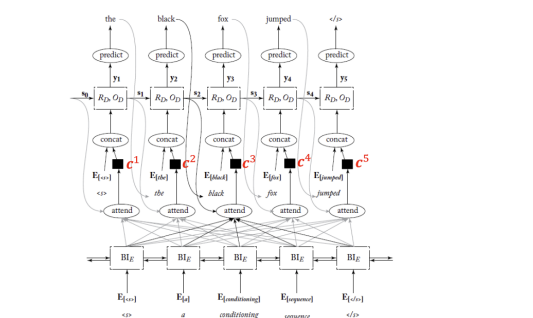 the black fox jumped </s>
predict predict predict predict predict
y1 y2 y3 y4 y5
s0 s1 s2 s3 s4
RD, OD RD, OD RD, OD RD, OD RD, OD
concat concat concat concat concat
c1 c2 c3 c4 c5
E[<s>] E[the] E[black] E[fox] E[jumped]
<s> the black fox jumped
attend attend attend attend attend
BIE BIE BIE BIE BIE
E[<s>] E[a] E[conditioning] E[sequence] E[</s>]
<s> a conditioning sequence </s>